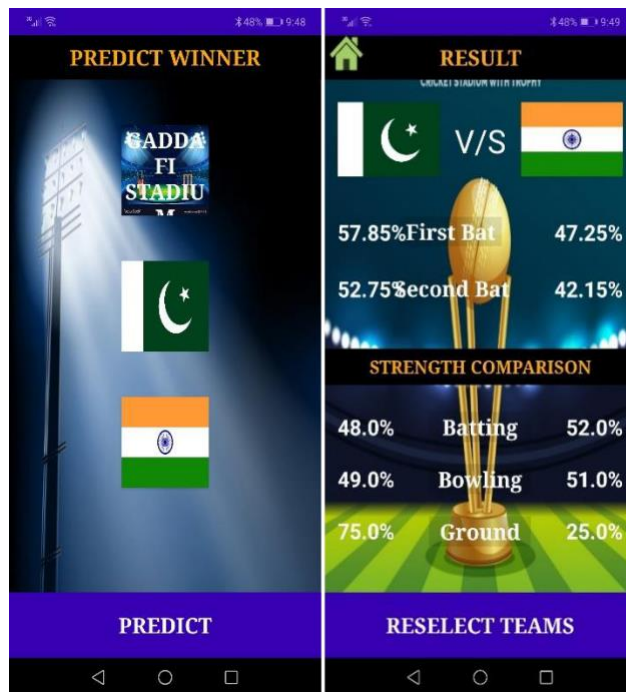 48% 9:48
PREDICT WINNER
GADDA
FI
STADIU
M
PREDICT
48% 9:49
RESULT
CRICKET STADIUM WITH TROPHY
V/S
57.85% First Bat 47.25%
52.75% Second Bat 42.15%
STRENGTH COMPARISON
48.0% Batting 52.0%
49.0% Bowling 51.0%
75.0% Ground 25.0%
RESELECT TEAMS